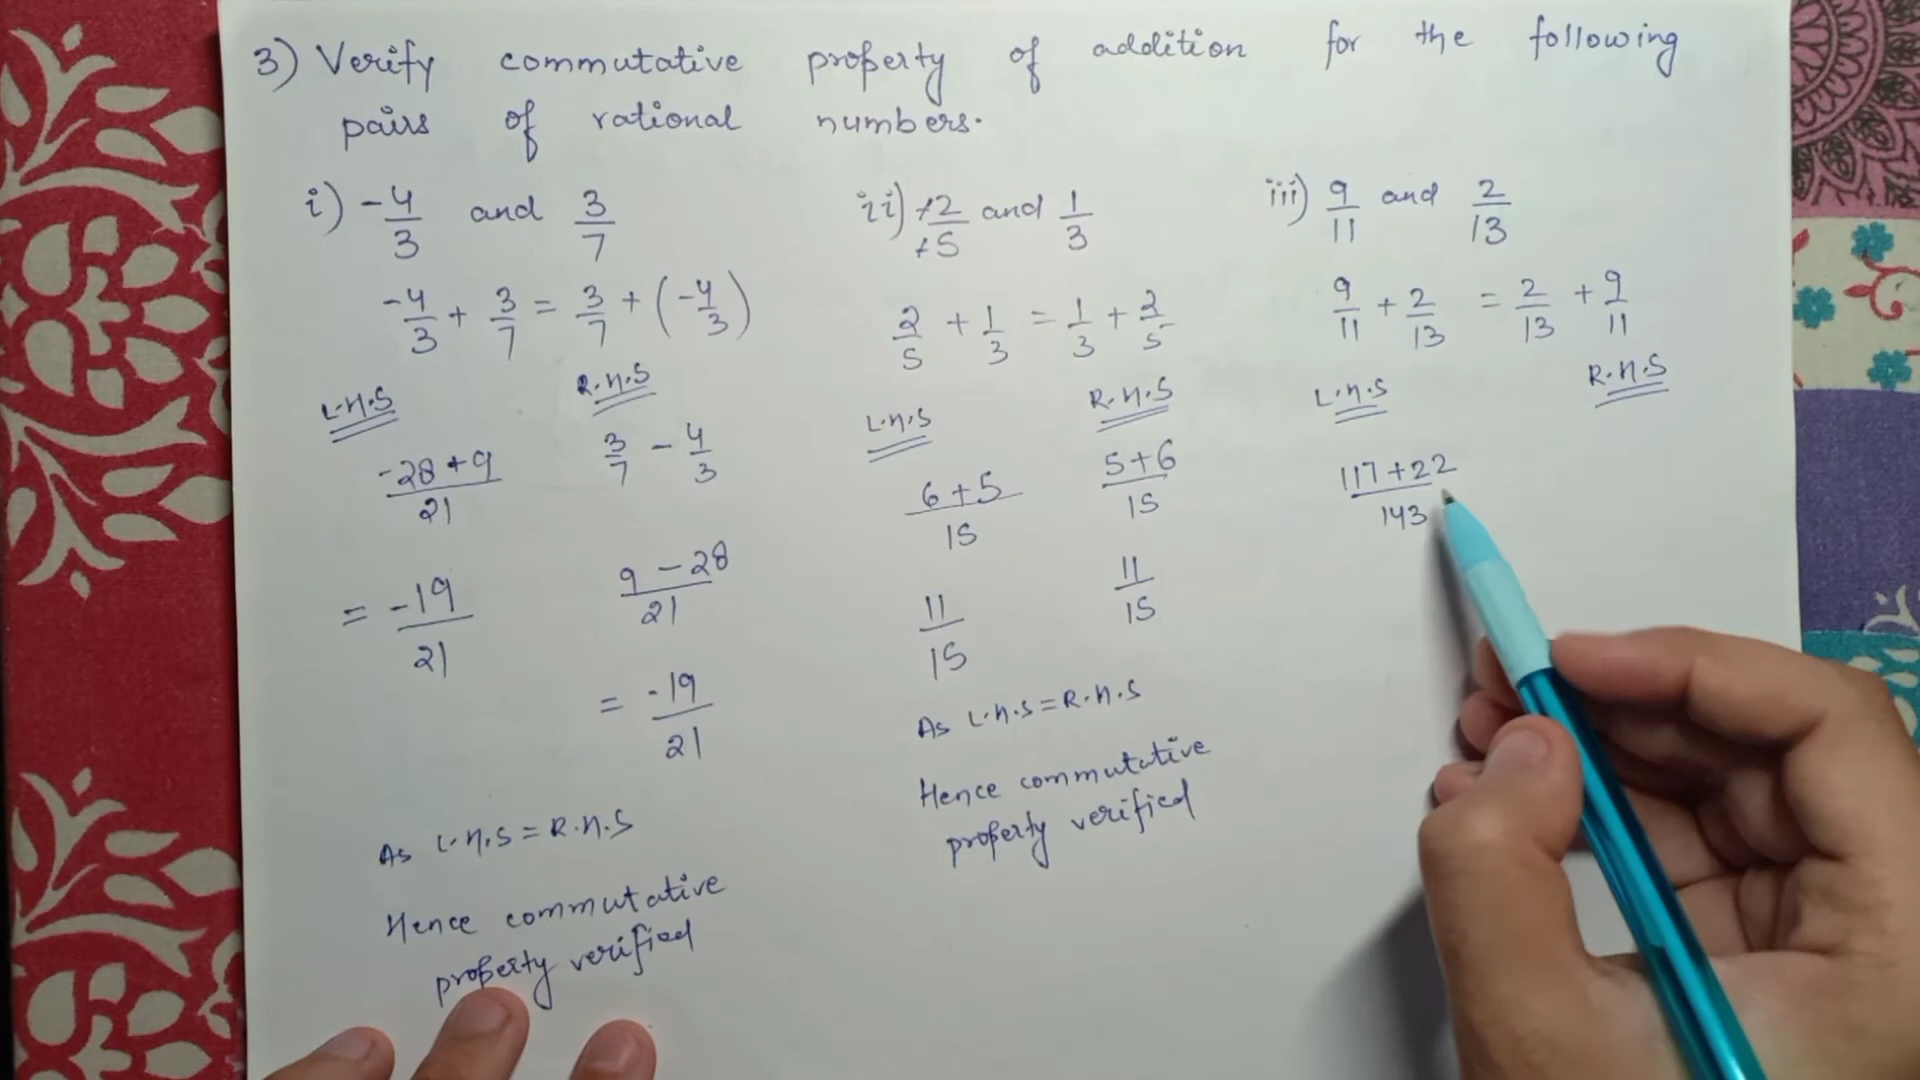 3) Verify commutative property of addition for the following
pairs of rational numbers.
i) -4/3 and 3/7
-4/3 + 3/7 = 3/7 + (-4/3)
L.H.S
R.H.S
-28+9/21
3/7 - 4/3
= -19/21
9-28/21
= -19/21
As L.H.S = R.H.S
Hence commutative
property verified
ii) +2/+5 and 1/3
2/5 + 1/3 = 1/3 + 2/5
L.H.S
R.H.S
6+5/15
5+6/15
11/15
11/15
As L.H.S = R.H.S
Hence commutative
property verified
iii) 9/11 and 2/13
9/11 + 2/13 = 2/13 + 9/11
L.H.S
R.H.S
117+22/143